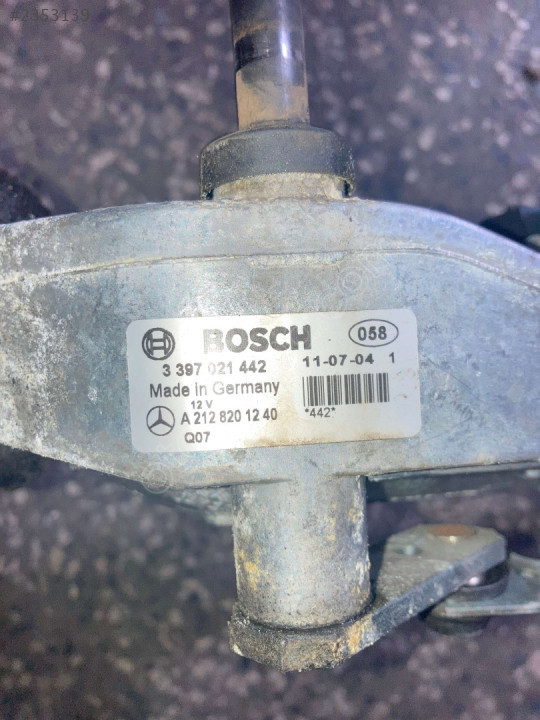 #2353139
BOSCH 058
3 397 021 442 11-07-04 1
Made in Germany
12 V
A 212 820 12 40 *442*
Q07